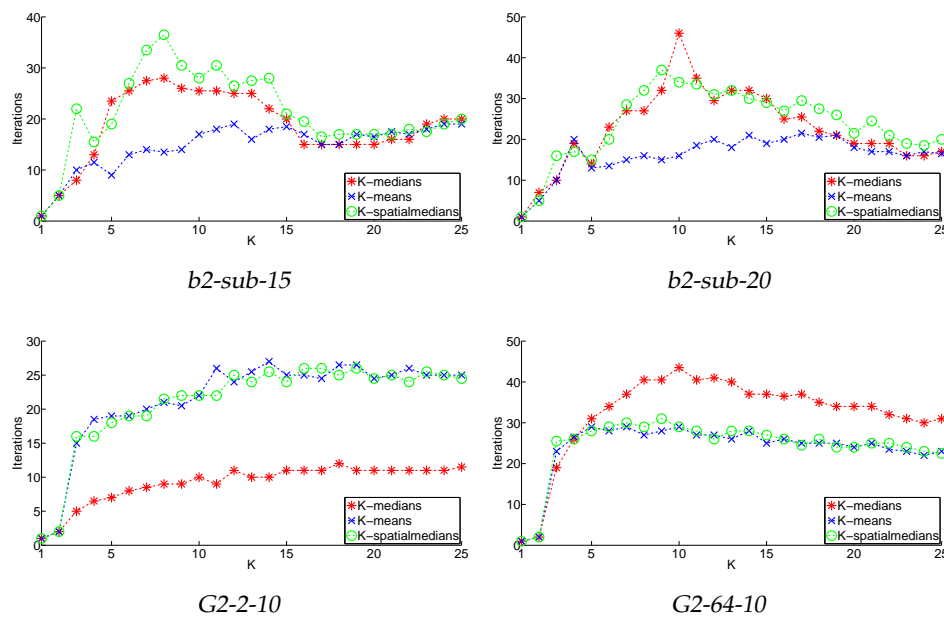 40
30
20
10
0
Iterations
1 5 10 15 20 25
K
K-medians
K-means
K-spatialmedians
b2-sub-15
50
40
30
20
10
0
Iterations
1 5 10 15 20 25
K
K-medians
K-means
K-spatialmedians
b2-sub-20
30
25
20
15
10
5
0
Iterations
1 5 10 15 20 25
K
K-medians
K-means
K-spatialmedians
G2-2-10
50
40
30
20
10
0
Iterations
1 5 10 15 20 25
K
K-medians
K-means
K-spatialmedians
G2-64-10